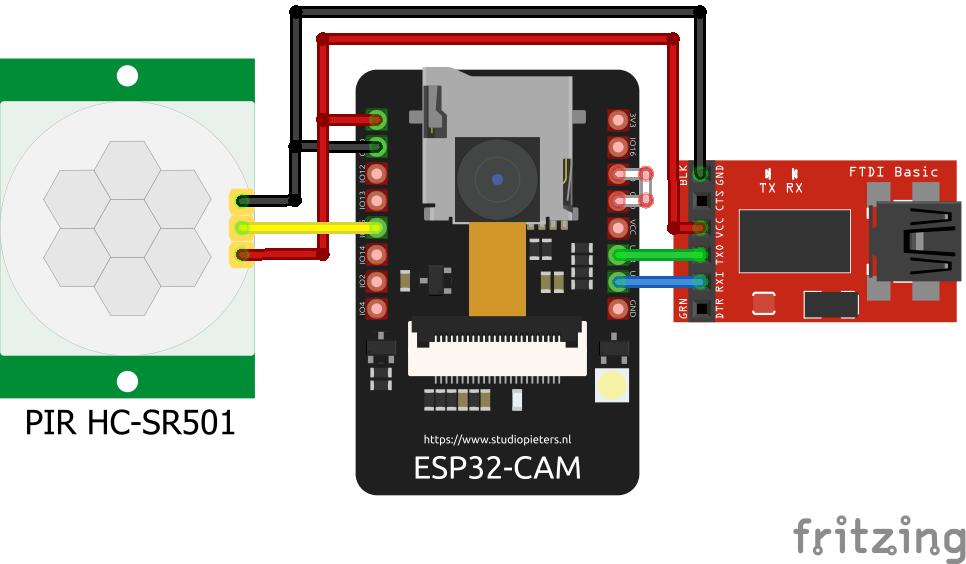 3V3
IO16
IO12
IO13
VCC
IO14
IO2
IO4
GND
BLK
GND
CTS
VCC
TXO
RXI
DTR
GRN
FTDI Basic
TX RX
PIR HC-SR501
https://www.studiopieters.nl
ESP32-CAM
fritzing